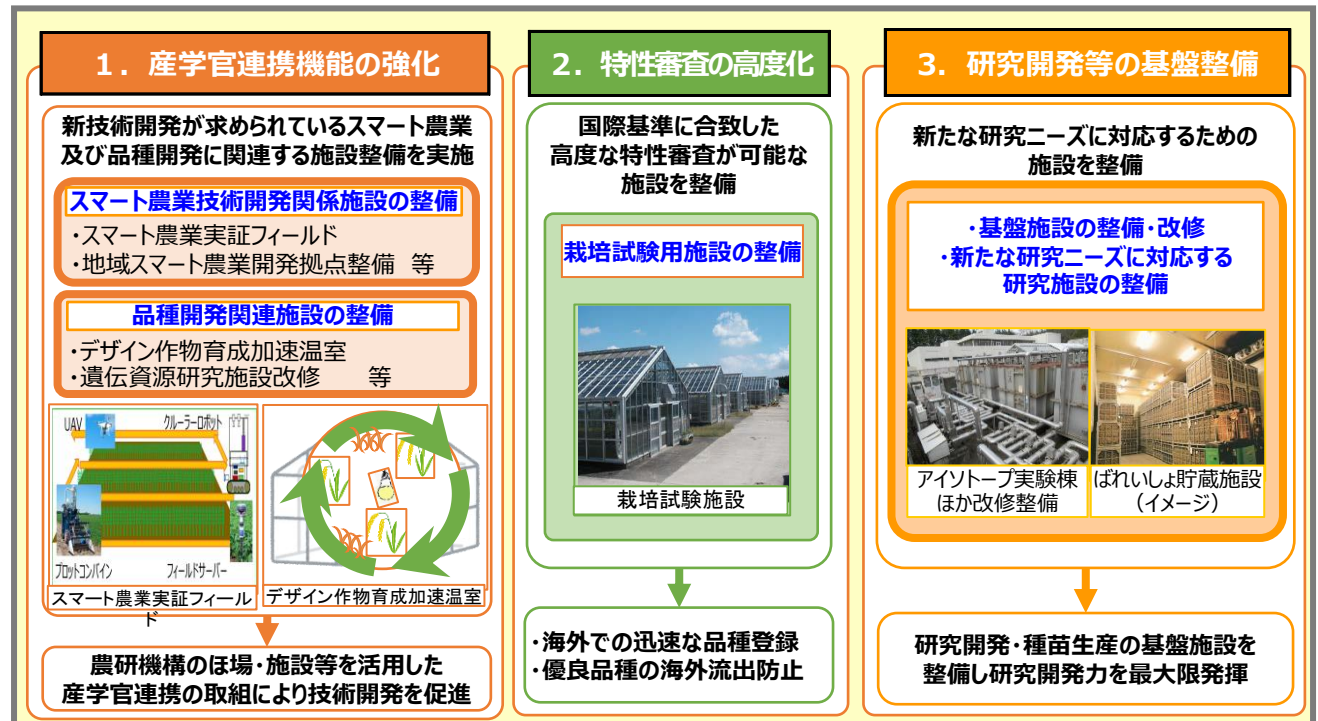 1．産学官連携機能の強化
新技術開発が求められているスマート農業
及び品種開発に関連する施設整備を実施
スマート農業技術開発関係施設の整備
・スマート農業実証フィールド
・地域スマート農業開発拠点整備 等
品種開発関連施設の整備
・デザイン作物育成加速温室
・遺伝資源研究施設改修 等
UAV
クルーラーロボット
プロットコンバイン
フィールドサーバー
スマート農業実証フィール
ド
デザイン作物育成加速温室
農研機構のほ場・施設等を活用した
産学官連携の取組により技術開発を促進
2．特性審査の高度化
国際基準に合致した
高度な特性審査が可能な
施設を整備
栽培試験用施設の整備
栽培試験施設
・海外での迅速な品種登録
・優良品種の海外流出防止
3．研究開発等の基盤整備
新たな研究ニーズに対応するための
施設を整備
・基盤施設の整備・改修
・新たな研究ニーズに対応する
研究施設の整備
アイソトープ実験棟
ほか改修整備
ばれいしょ貯蔵施設
（イメージ）
研究開発・種苗生産の基盤施設を
整備し研究開発力を最大限発揮